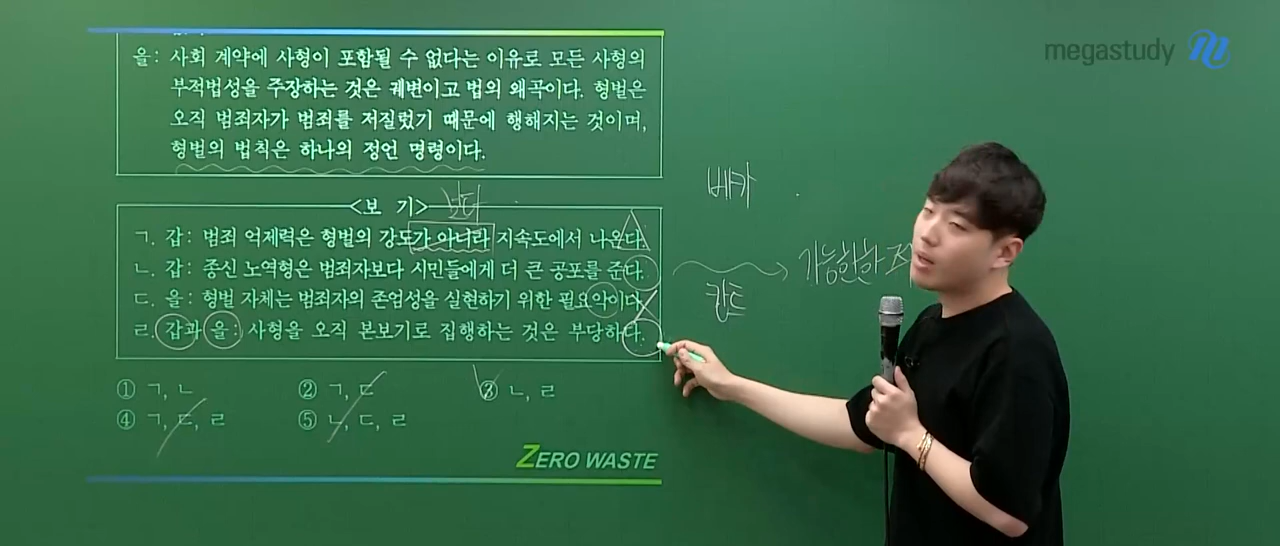 megastudy
을: 사회 계약에 사형이 포함될 수 없다는 이유로 모든 사형의
부적법성을 주장하는 것은 궤변이고 법의 왜곡이다. 형벌은
오직 범죄자가 범죄를 저질렀기 때문에 행해지는 것이며,
형벌의 법칙은 하나의 정언 명령이다.
<보 기>
보다
ㄱ. 갑: 범죄 억제력은 형벌의 강도가 아니라 지속도에서 나온다.
ㄴ. 갑: 종신 노역형은 범죄자보다 시민들에게 더 큰 공포를 준다.
ㄷ. 을: 형벌 자체는 범죄자의 존엄성을 실현하기 위한 필요악이다.
ㄹ. 갑과 을: 사형을 오직 본보기로 집행하는 것은 부당하다.
① ㄱ, ㄴ ② ㄱ, ㄷ ③ ㄴ, ㄹ
④ ㄱ, ㄷ, ㄹ ⑤ ㄴ, ㄷ, ㄹ
ZERO WASTE
베카
칸트